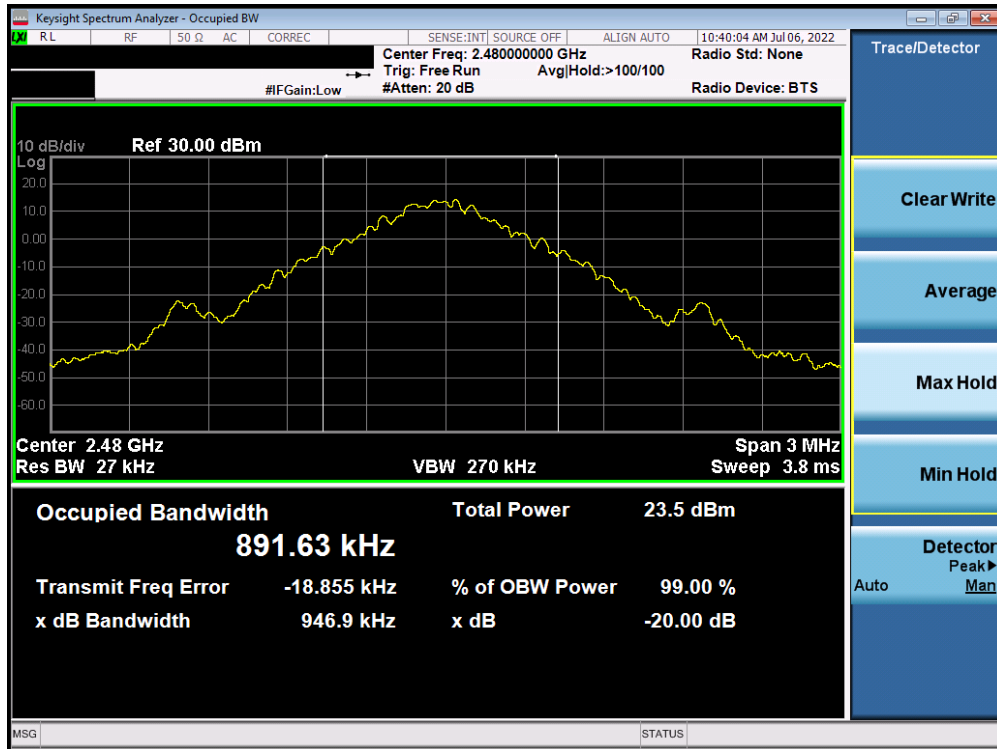 Keysight Spectrum Analyzer - Occupied BW
LXI RL RF 50 Ω AC CORREC SENSE:INT SOURCE OFF ALIGN AUTO 10:40:04 AM Jul 06, 2022
Center Freq: 2.480000000 GHz Radio Std: None
Trig: Free Run Avg|Hold:>100/100
#IFGain:Low #Atten: 20 dB Radio Device: BTS
10 dB/div Ref 30.00 dBm
Log
20.0
10.0
0.00
-10.0
-20.0
-30.0
-40.0
-50.0
-60.0
Center 2.48 GHz Span 3 MHz
Res BW 27 kHz VBW 270 kHz Sweep 3.8 ms
Occupied Bandwidth Total Power 23.5 dBm
891.63 kHz
Transmit Freq Error -18.855 kHz % of OBW Power 99.00 %
x dB Bandwidth 946.9 kHz x dB -20.00 dB
MSG STATUS
Trace/Detector
Clear Write
Average
Max Hold
Min Hold
Detector
Peak▶
Auto Man